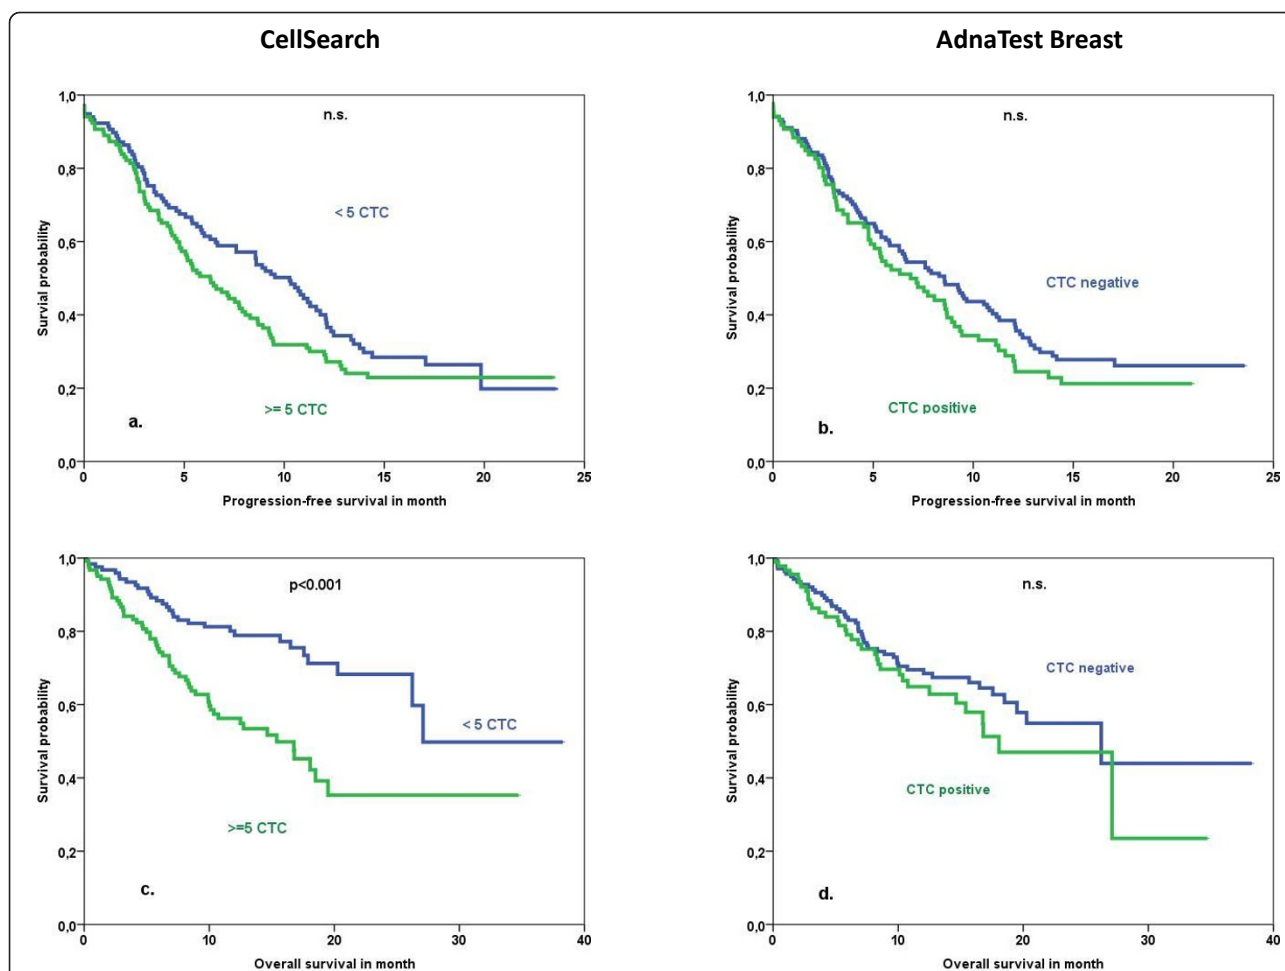 CellSearch
AdnaTest Breast
1,0
0,8
0,6
0,4
0,2
0,0
Survial probability
n.s.
< 5 CTC
>= 5 CTC
a.
0 5 10 15 20 25
Progression-free survival in month
1,0
0,8
0,6
0,4
0,2
0,0
Survival probability
n.s.
CTC negative
CTC positive
b.
0 5 10 15 20 25
Progression-free survival in month
1,0
0,8
0,6
0,4
0,2
0,0
Survival probability
p<0.001
< 5 CTC
>=5 CTC
c.
0 10 20 30 40
Overall survival in month
1,0
0,8
0,6
0,4
0,2
0,0
Survival probability
n.s.
CTC negative
CTC positive
d.
0 10 20 30 40
Overall survival in month